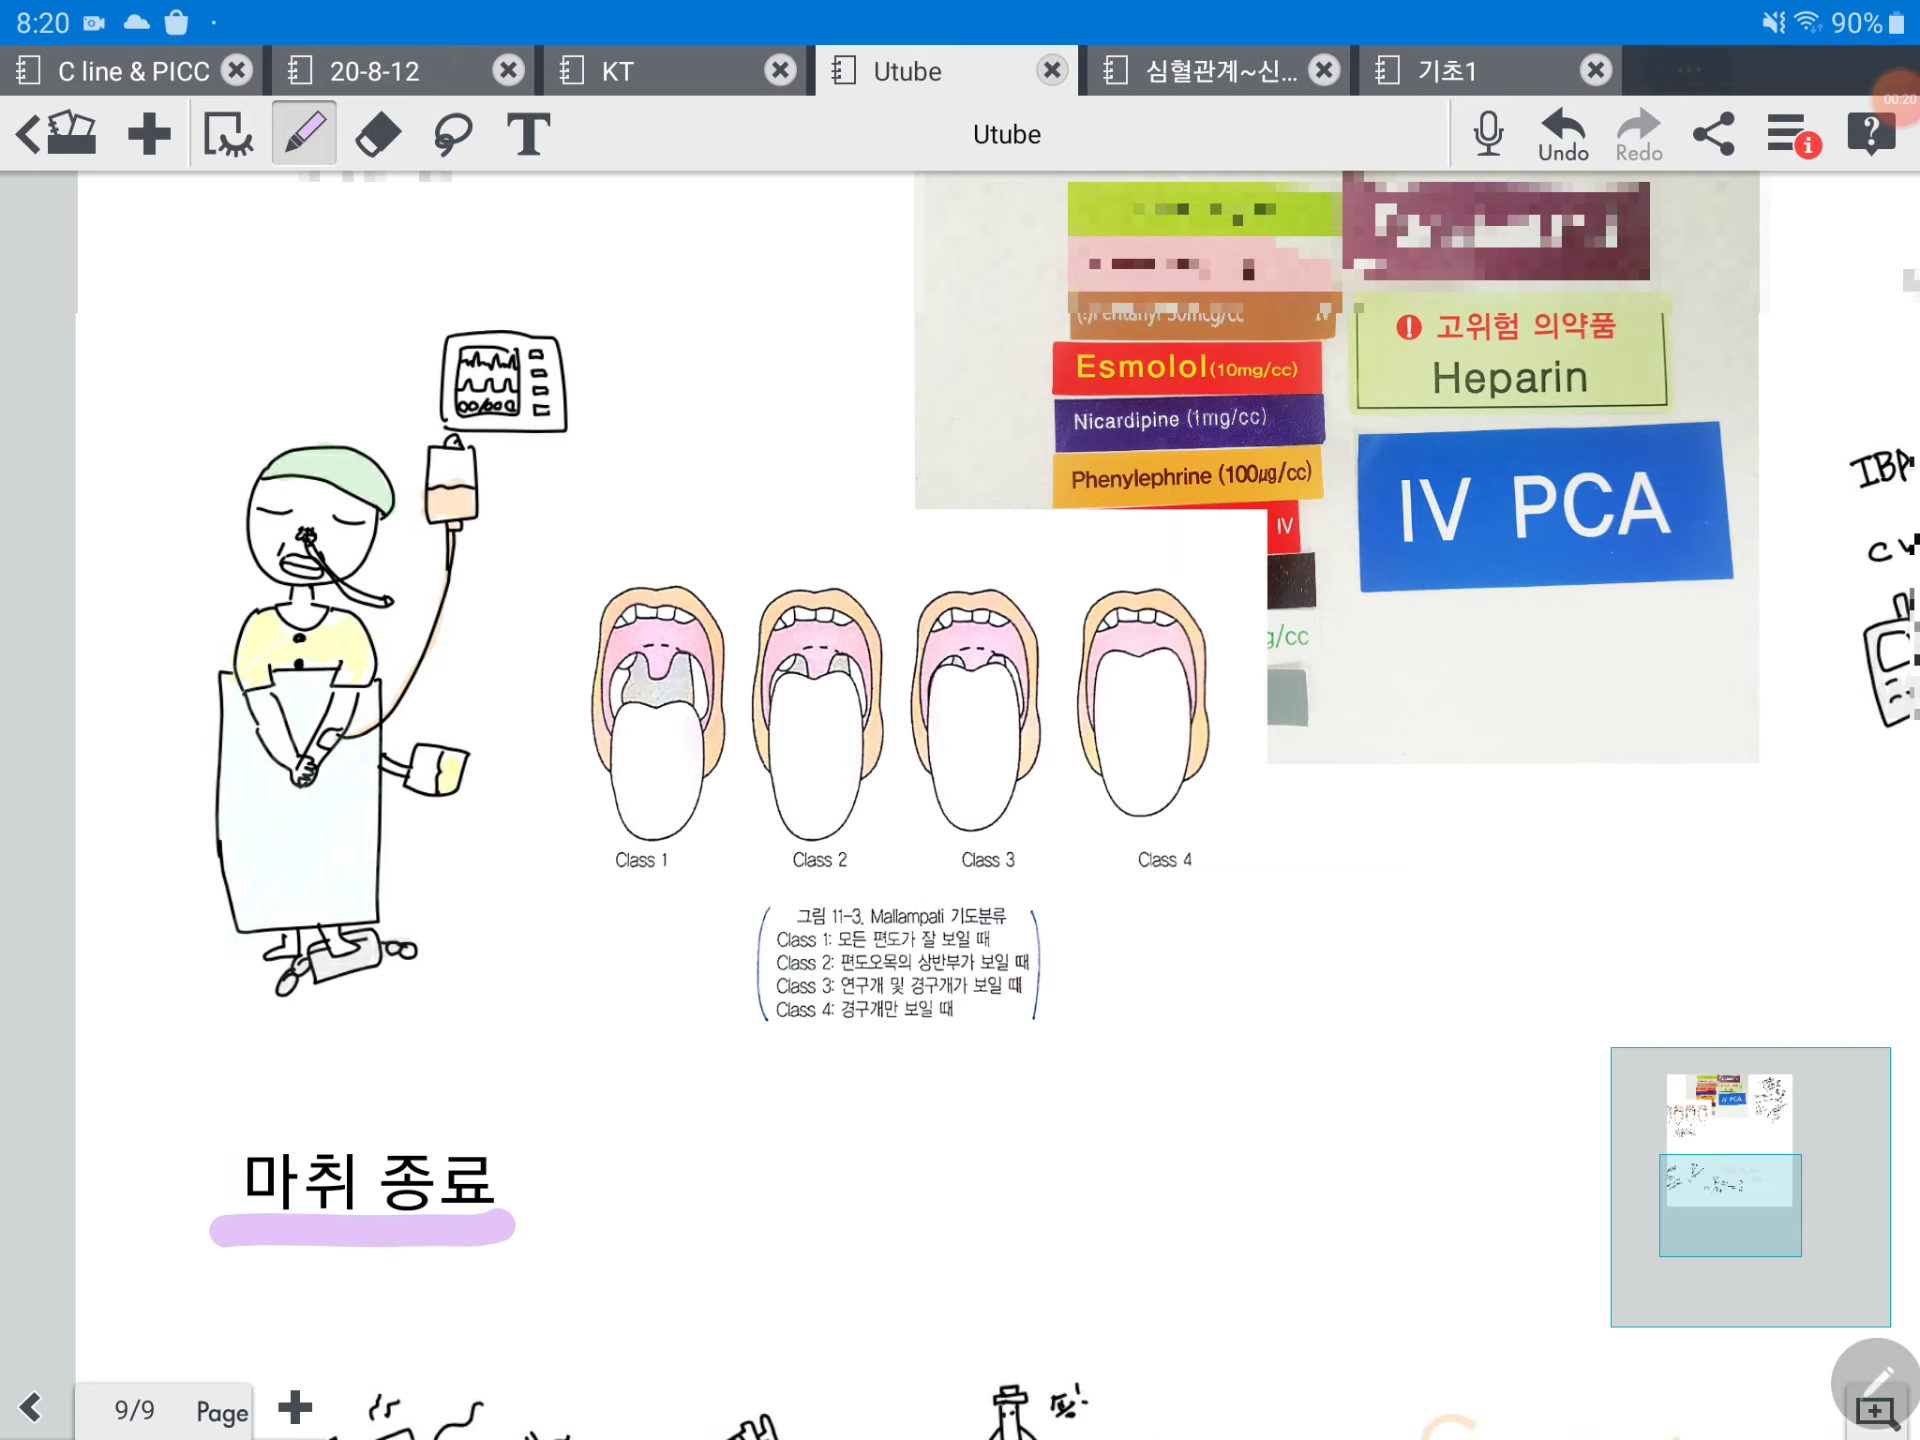 8:20
90%
C line & PICC
20-8-12
KT
Utube
심혈관계~신...
기초1
00:20
Utube
Undo
Redo
Esmolol(10mg/cc)
Nicardipine (1mg/cc)
Phenylephrine (100μg/cc)
IV
g/cc
고위험 의약품
Heparin
IV PCA
IBP
Class 1
Class 2
Class 3
Class 4
그림 11-3. Mallampati 기도분류
Class 1: 모든 편도가 잘 보일 때
Class 2: 편도오목의 상반부가 보일 때
Class 3: 연구개 및 경구개가 보일 때
Class 4: 경구개만 보일 때
마취 종료
9/9
Page